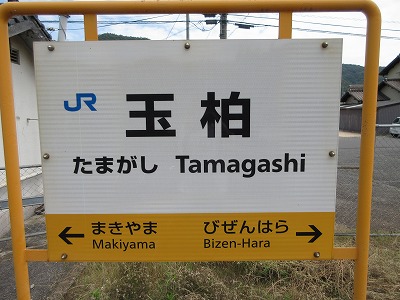 JR 玉柏
たまがし Tamagashi
← まきやま びぜんはら →
Makiyama Bizen-Hara